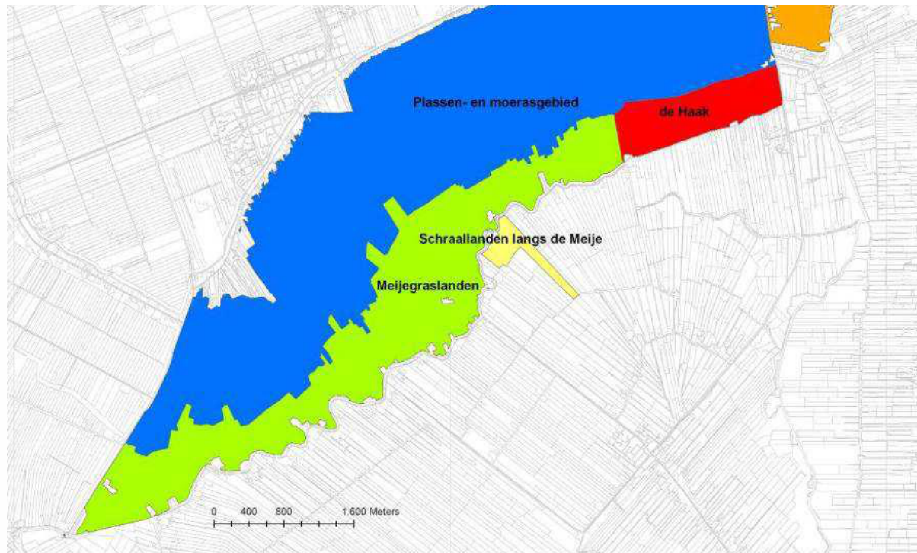 Plassen- en moerasgebied
de Haak
Schraallanden langs de Meije
Meijegraslanden
0 400 800 1.600 Meters